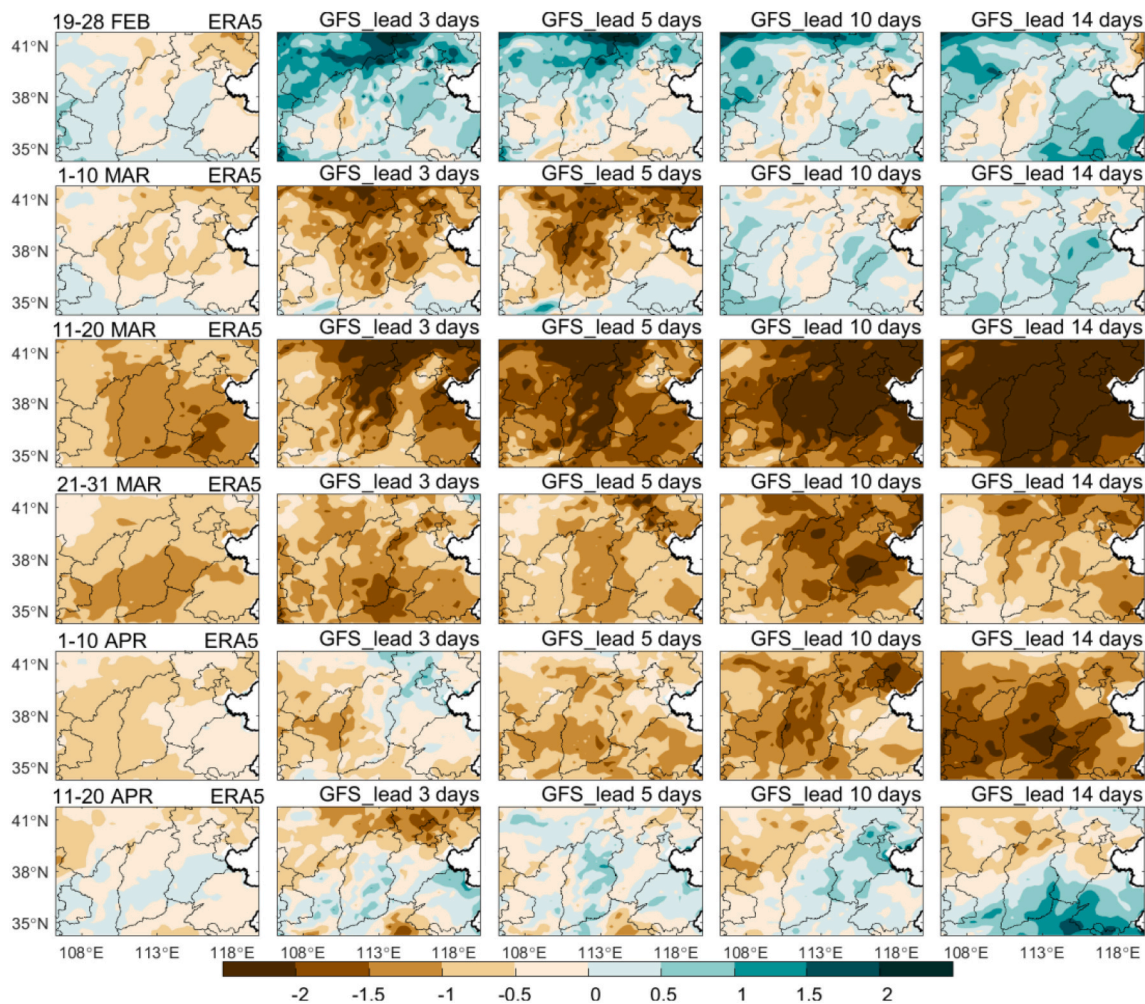 19-28 FEB ERA5 GFS_lead 3 days GFS_lead 5 days GFS_lead 10 days GFS_lead 14 days
41°N
38°N
35°N
1-10 MAR ERA5 GFS_lead 3 days GFS_lead 5 days GFS_lead 10 days GFS_lead 14 days
41°N
38°N
35°N
11-20 MAR ERA5 GFS_lead 3 days GFS_lead 5 days GFS_lead 10 days GFS_lead 14 days
41°N
38°N
35°N
21-31 MAR ERA5 GFS_lead 3 days GFS_lead 5 days GFS_lead 10 days GFS_lead 14 days
41°N
38°N
35°N
1-10 APR ERA5 GFS_lead 3 days GFS_lead 5 days GFS_lead 10 days GFS_lead 14 days
41°N
38°N
35°N
11-20 APR ERA5 GFS_lead 3 days GFS_lead 5 days GFS_lead 10 days GFS_lead 14 days
41°N
38°N
35°N
108°E 113°E 118°E 108°E 113°E 118°E 108°E 113°E 118°E 108°E 113°E 118°E 108°E 113°E 118°E
-2 -1.5 -1 -0.5 0 0.5 1 1.5 2